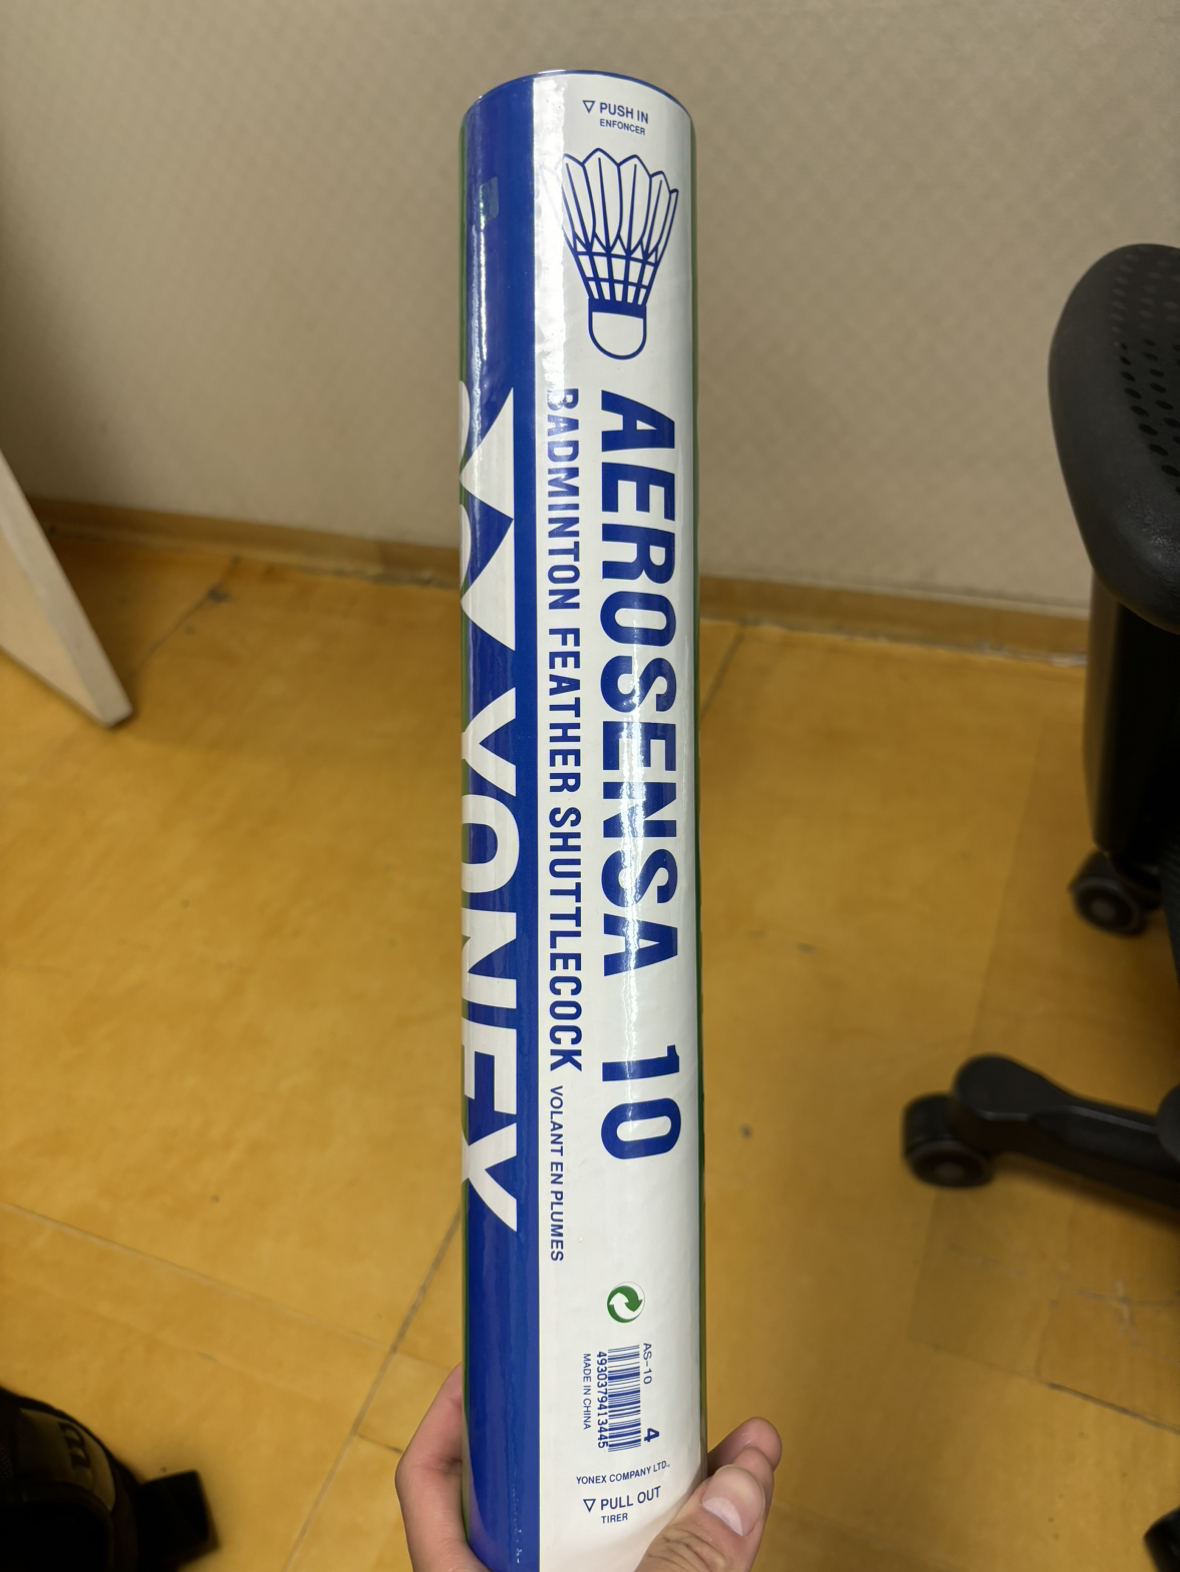 PUSH IN
ENFONCER
AEROSENSA 10
BADMINTON FEATHER SHUTTLECOCK VOLANT EN PLUMES
YONEX
AS-10
4930379413445
4
MADE IN CHINA
YONEX COMPANY LTD.,
PULL OUT
TIRER